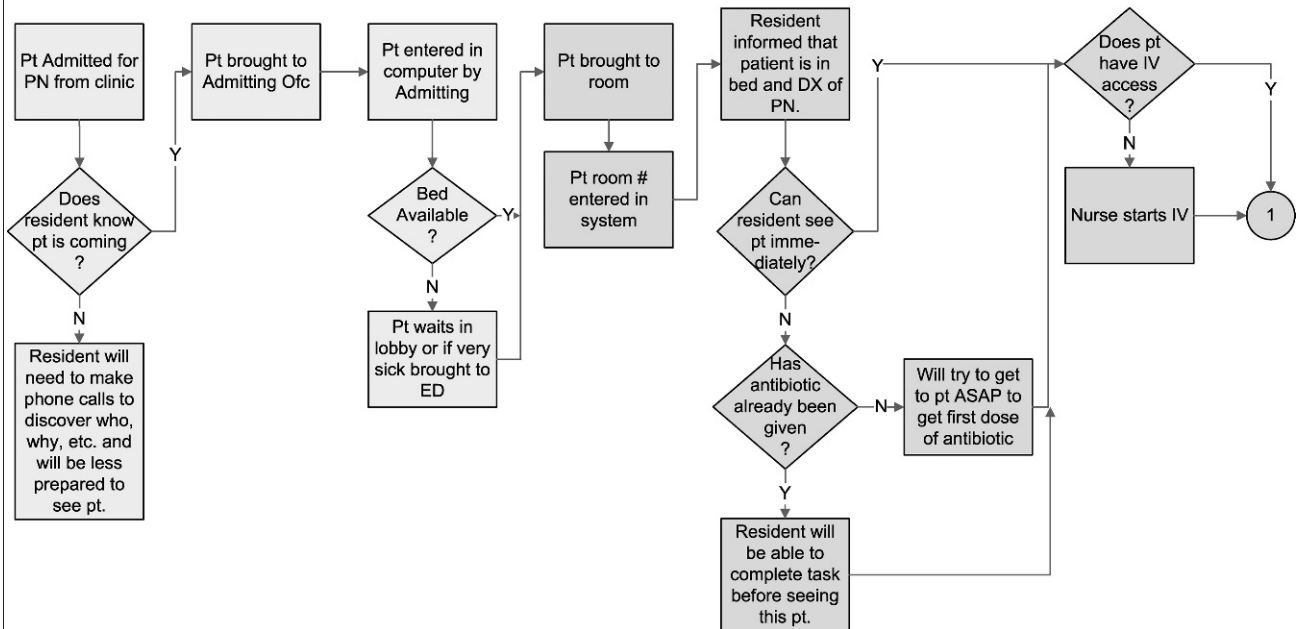 Pt Admitted for
PN from clinic
Does
resident know
pt is coming
?
Y
N
Resident will
need to make
phone calls to
discover who,
why, etc. and
will be less
prepared to
see pt.
Pt brought to
Admitting Ofc
Pt entered in
computer by
Admitting
Bed
Available
?
Y
N
Pt waits in
lobby or if very
sick brought to
ED
Pt brought to
room
Pt room #
entered in
system
Resident
informed that
patient is in
bed and DX of
PN.
Can
resident see
pt imme-
diately?
Y
N
Has
antibiotic
already been
given
?
N
Will try to get
to pt ASAP to
get first dose
of antibiotic
Y
Resident will
be able to
complete task
before seeing
this pt.
Does pt
have IV
access
?
Y
N
Nurse starts IV
1